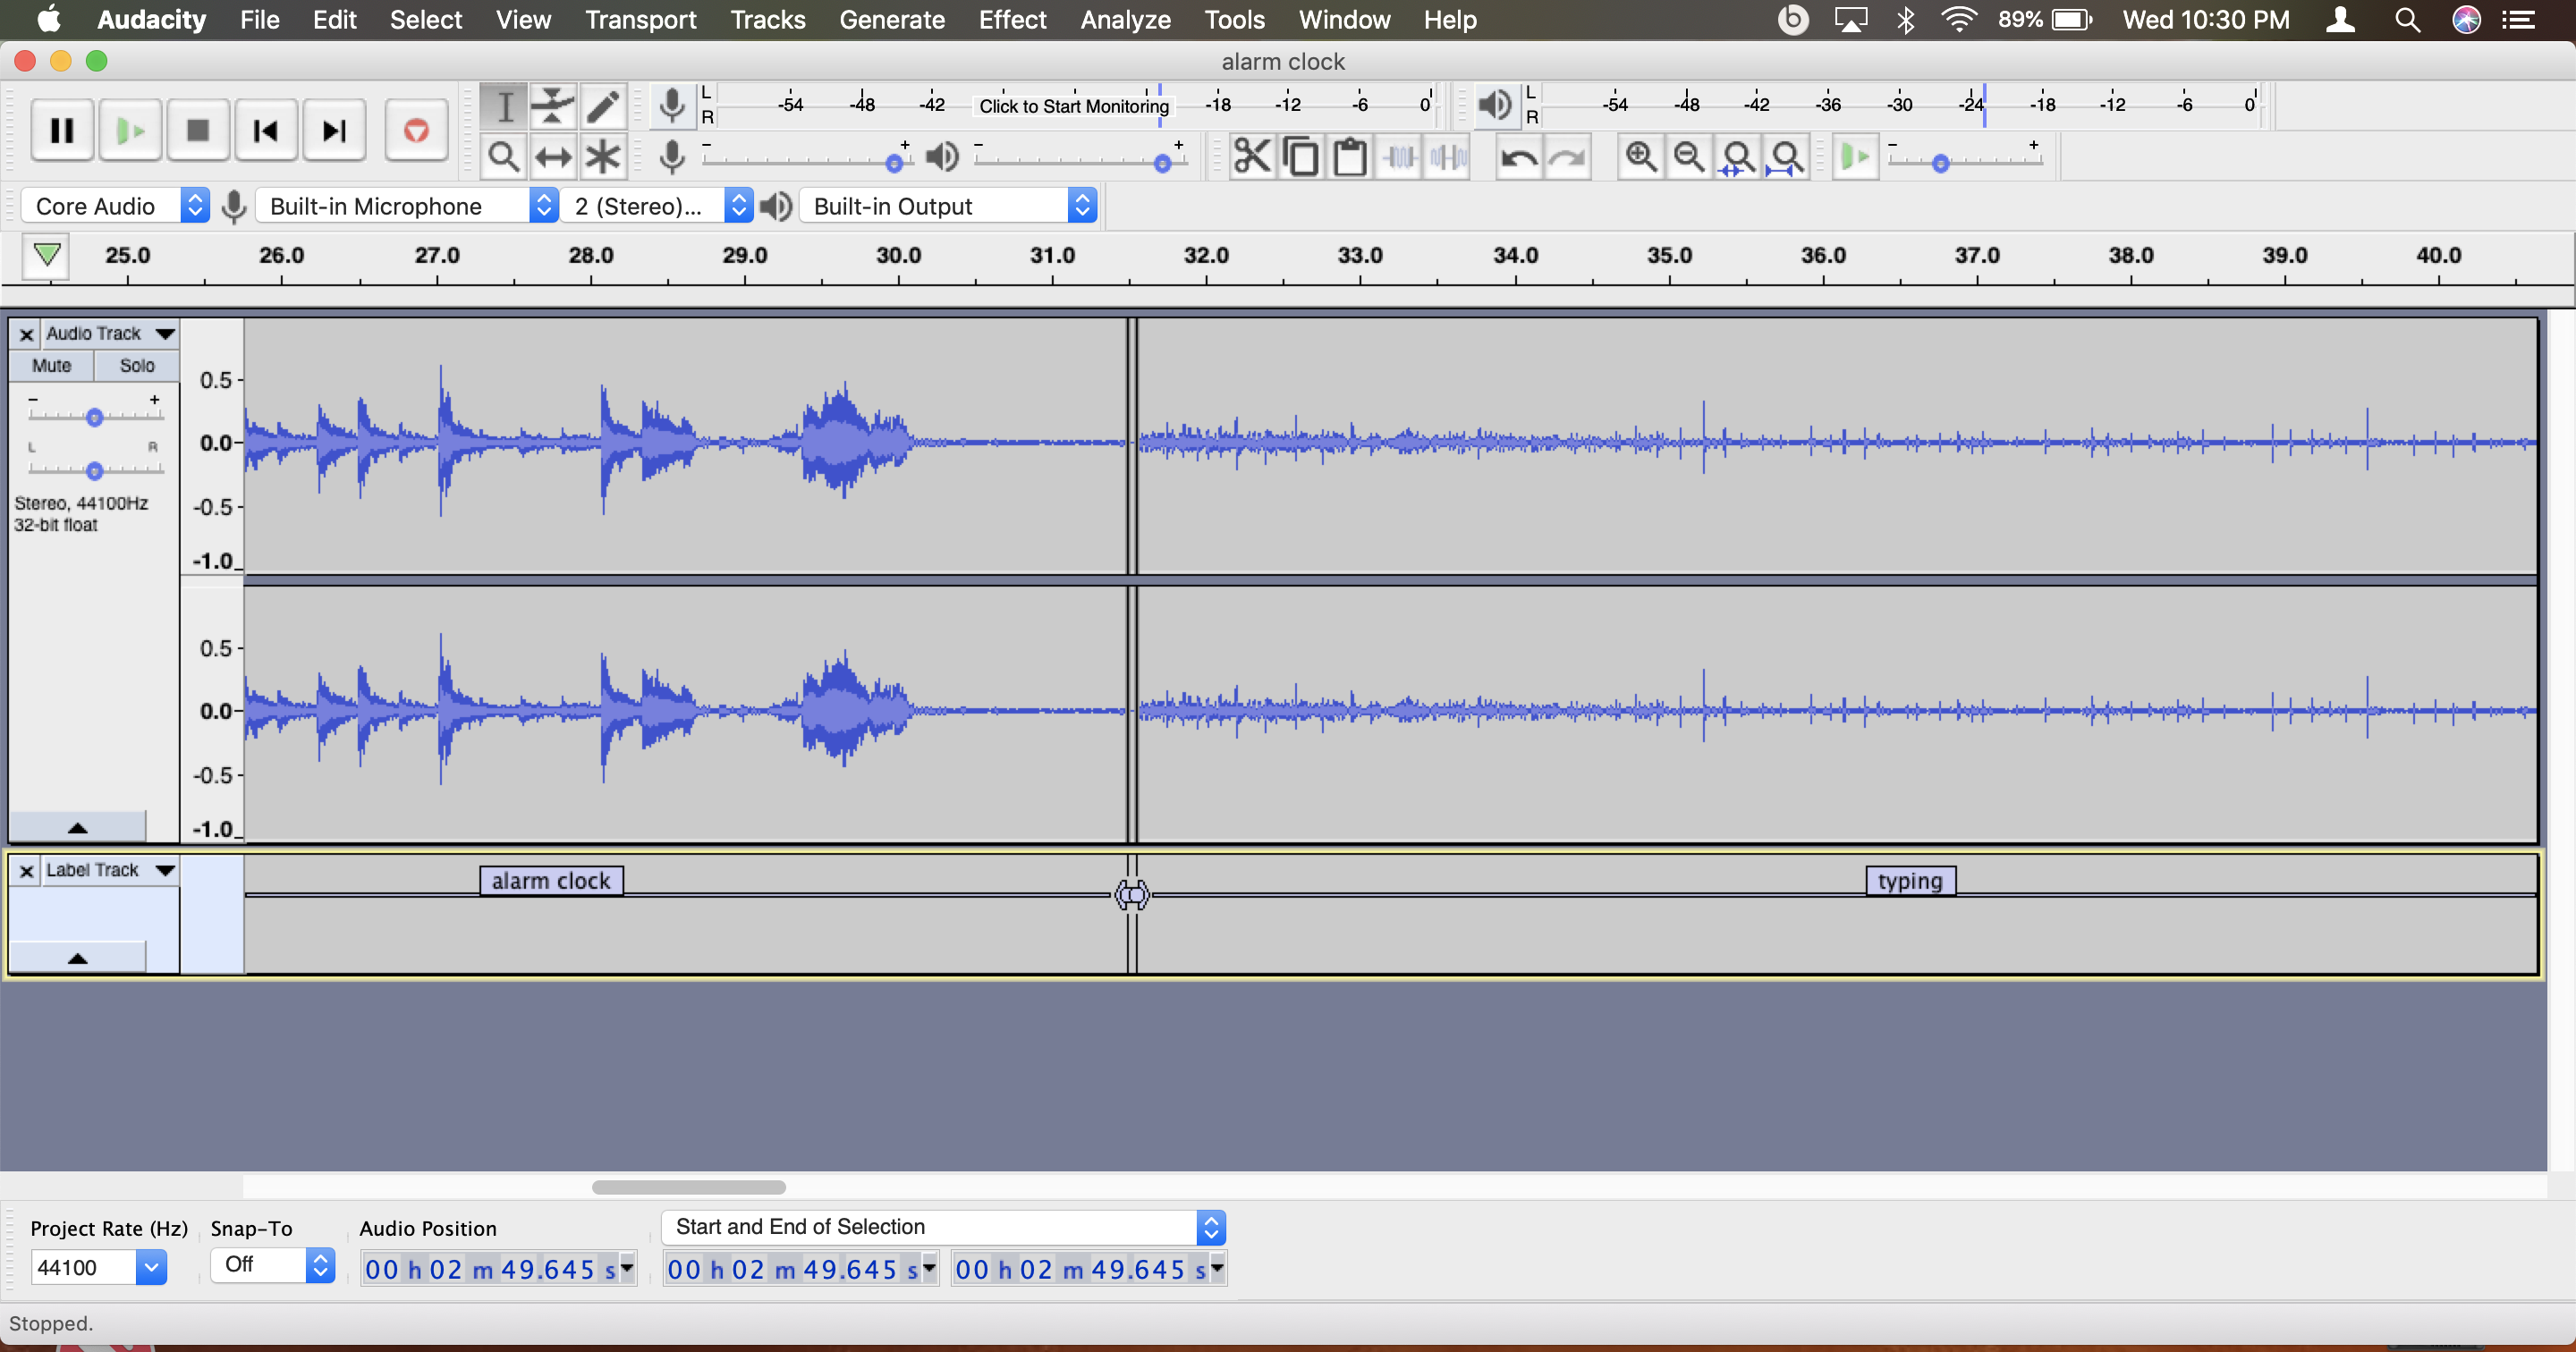 Audacity File Edit Select View Transport Tracks Generate Effect Analyze Tools Window Help 89% Wed 10:30 PM
alarm clock
L -54 -48 -42 Click to Start Monitoring -18 -12 -6 0 L -54 -48 -42 -36 -30 -24 -18 -12 -6 0
R R
- + - + - +
Core Audio Built-in Microphone 2 (Stereo)... Built-in Output
25.0 26.0 27.0 28.0 29.0 30.0 31.0 32.0 33.0 34.0 35.0 36.0 37.0 38.0 39.0 40.0
x Audio Track
Mute Solo
- +
L R
Stereo, 44100Hz
32-bit float
0.5
0.0
-0.5
-1.0
0.5
0.0
-0.5
-1.0
x Label Track
alarm clock typing
Project Rate (Hz) Snap-To Audio Position Start and End of Selection
44100 Off 00 h 02 m 49.645 s 00 h 02 m 49.645 s 00 h 02 m 49.645 s
Stopped.